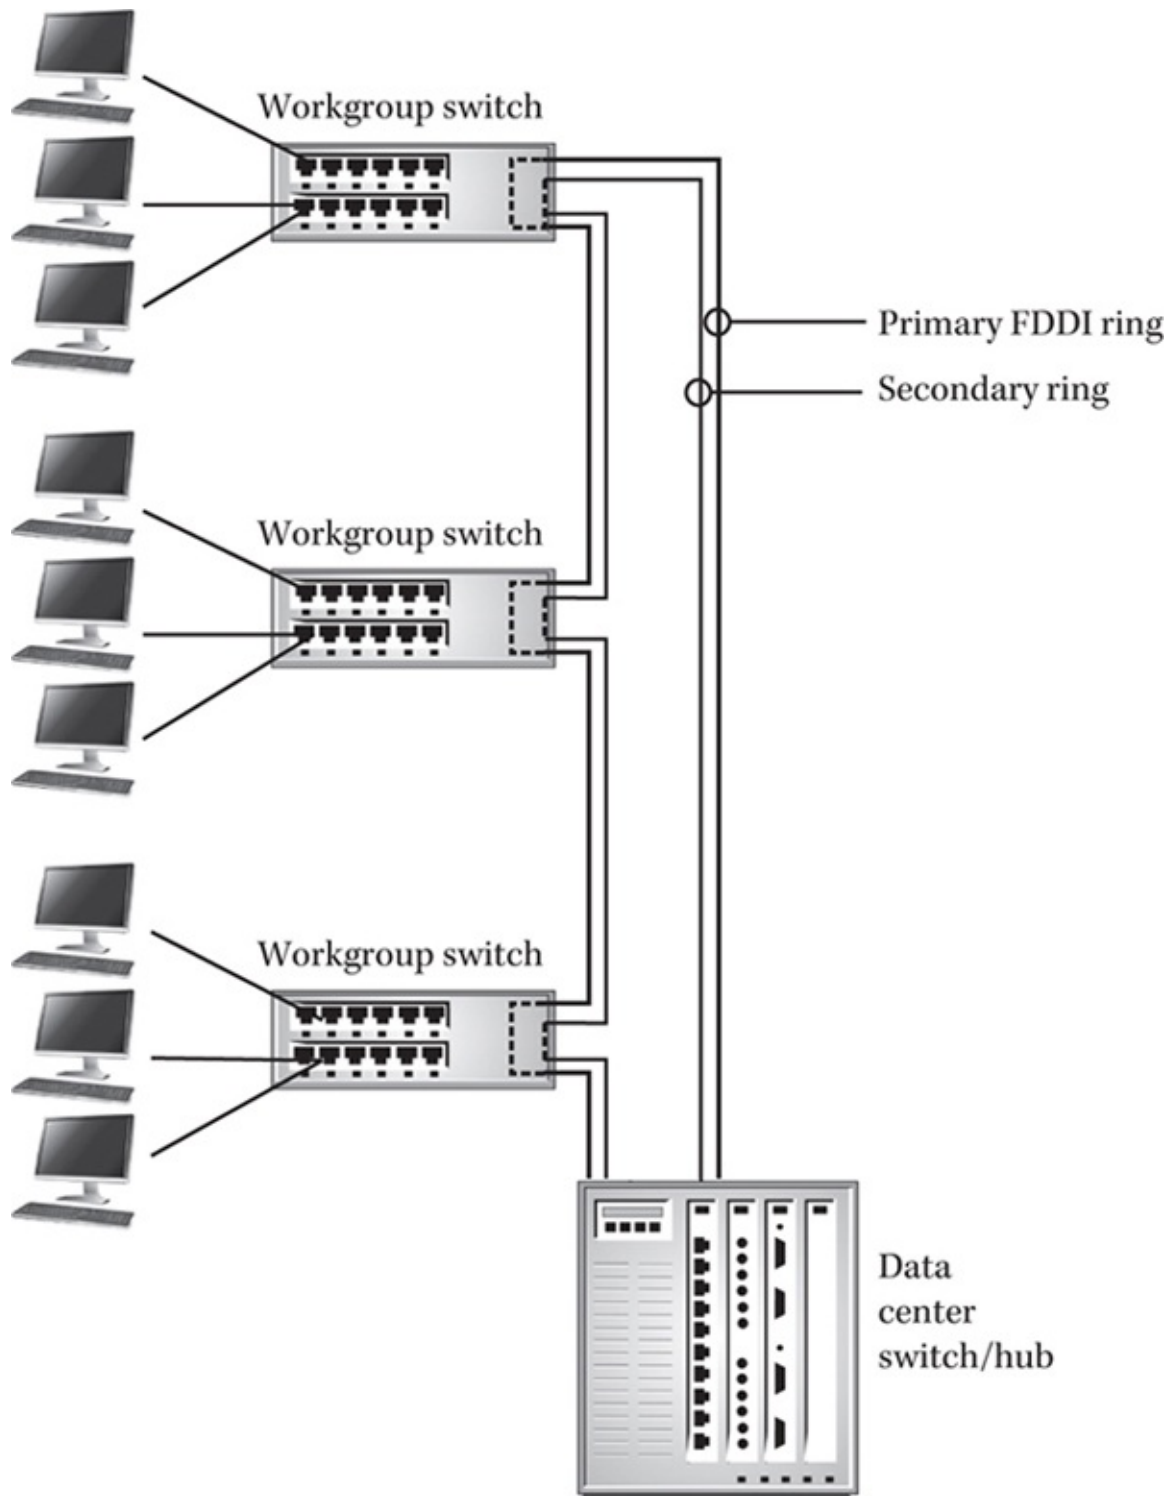 Workgroup switch
Primary FDDI ring
Secondary ring
Workgroup switch
Workgroup switch
Data
center
switch/hub